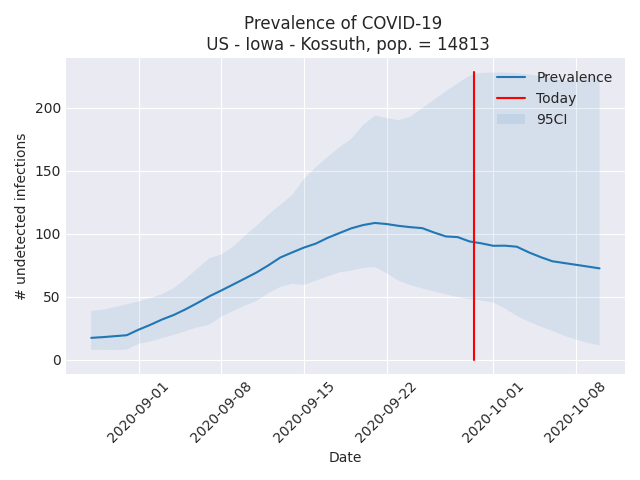 Prevalence of COVID-19
US - Iowa - Kossuth, pop. = 14813
Prevalence
Today
95CI
# undetected infections
200
150
100
50
0
2020-09-01
2020-09-08
2020-09-15
2020-09-22
2020-10-01
2020-10-08
Date